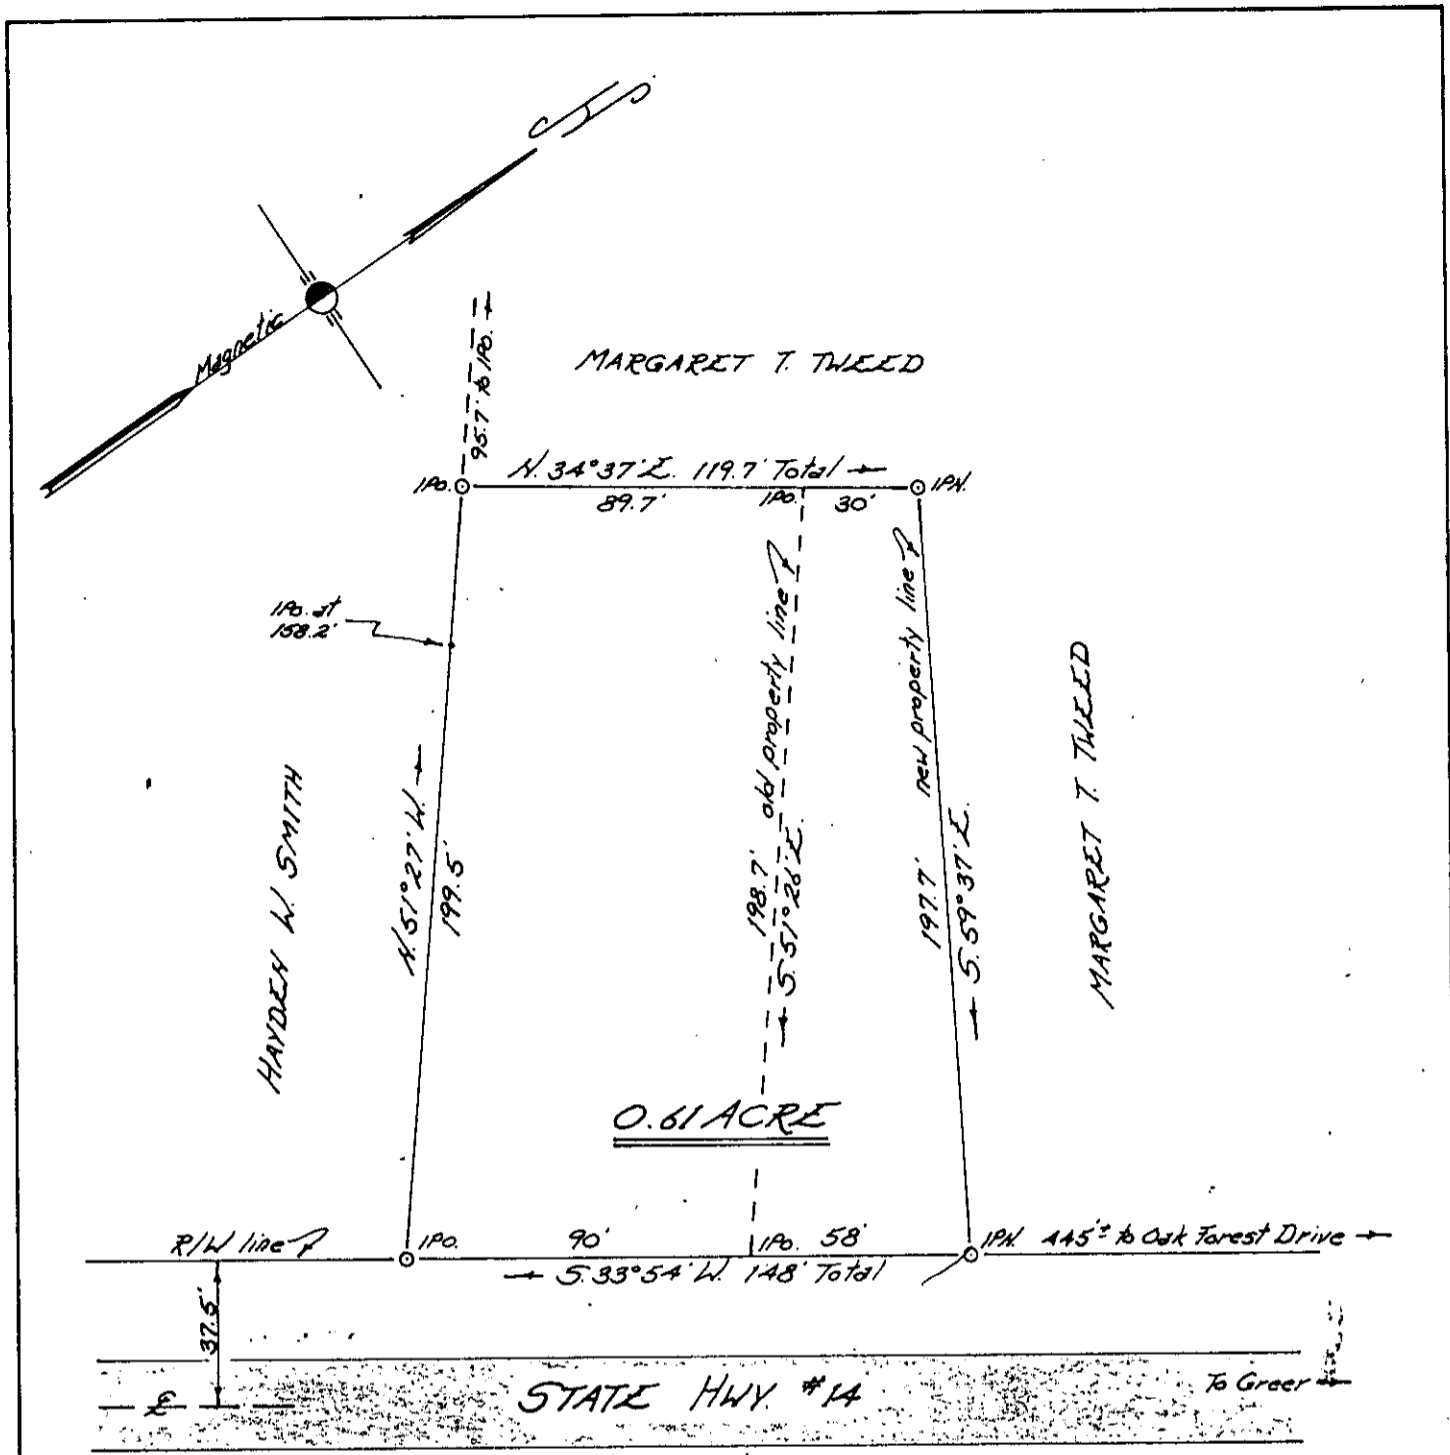 Magnetic
95.7' to IPO.
MARGARET T. TWEED
N. 34°37' E. 119.7' Total
IPO.
IPN.
89.7'
IPO.
30'
IPO. at
158.2'
old property line
new property line
HAYDEN W. SMITH
N. 51°27' W.
199.5'
198.7'
S. 51°26' E.
197.7'
S. 59°37' E.
MARGARET T. TWEED
0.61 ACRE
R/W line
IPO.
90'
IPO.
58'
IPN.
445'± to Oak Forest Drive
S. 33°54' W. 148' Total
37.5'
STATE HWY. #14
To Greer